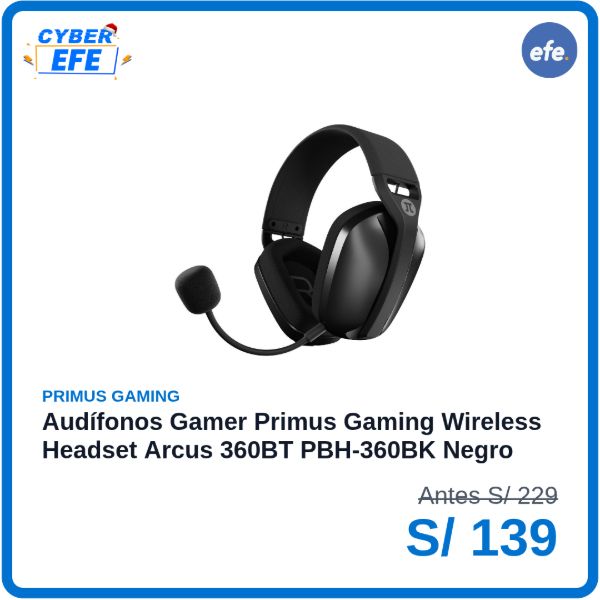 CYBER
EFE
efe.
PRIMUS GAMING
Audífonos Gamer Primus Gaming Wireless
Headset Arcus 360BT PBH-360BK Negro
Antes S/ 229
S/ 139